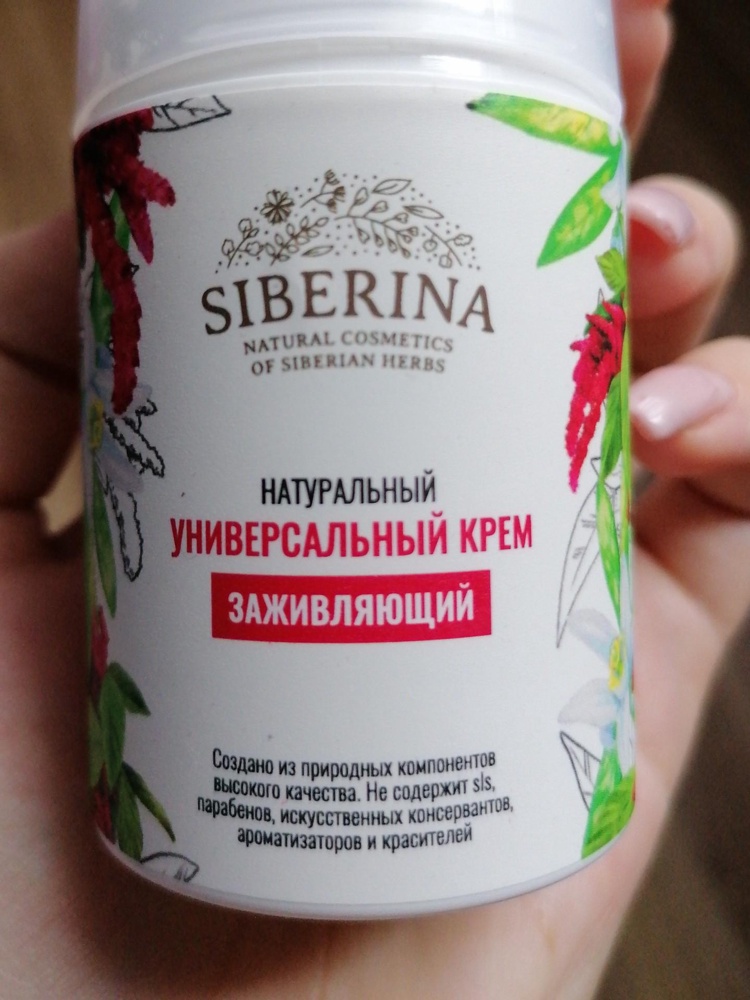 SIBERINA
NATURAL COSMETICS
OF SIBERIAN HERBS
НАТУРАЛЬНЫЙ
УНИВЕРСАЛЬНЫЙ КРЕМ
ЗАЖИВЛЯЮЩИЙ
Создано из природных компонентов
высокого качества. Не содержит sls,
парабенов, искусственных консервантов,
ароматизаторов и красителей